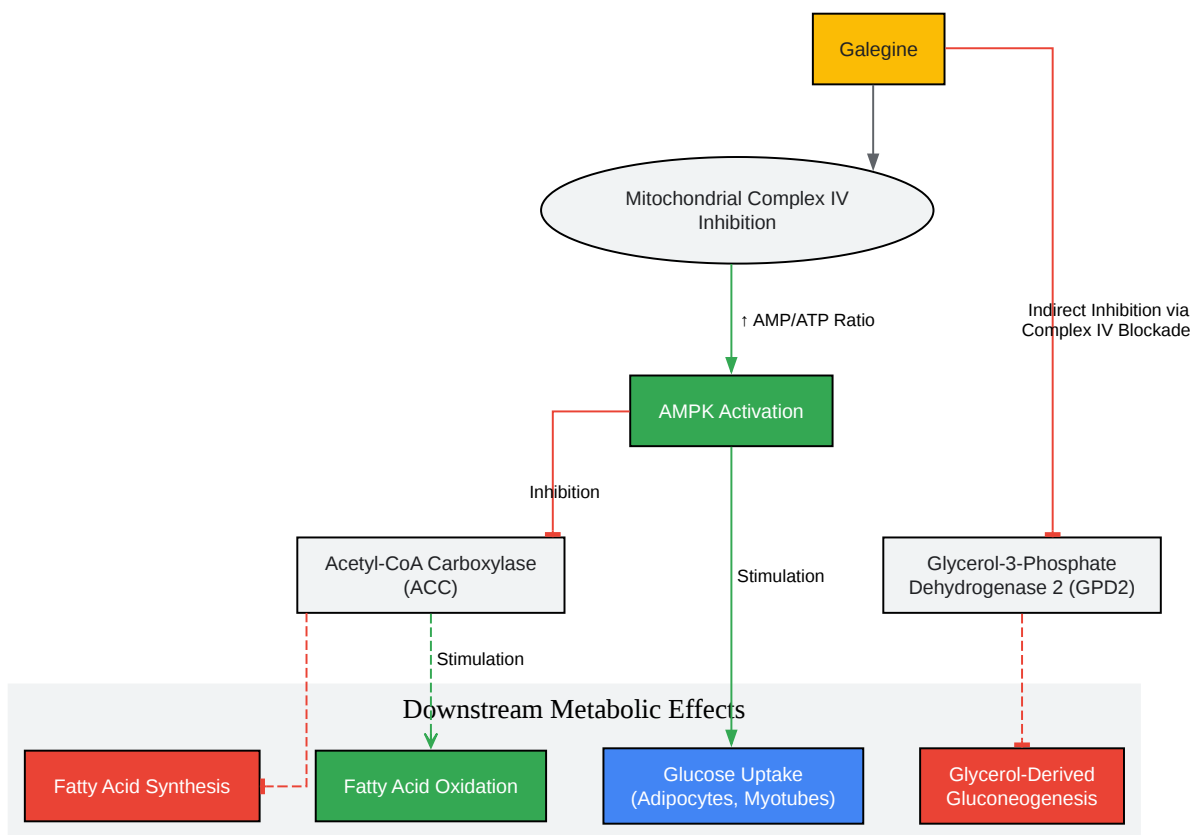 Galegine
Mitochondrial Complex IV
Inhibition
↑ AMP/ATP Ratio
Indirect Inhibition via
Complex IV Blockade
AMPK Activation
Inhibition
Acetyl-CoA Carboxylase
(ACC)
Stimulation
Glycerol-3-Phosphate
Dehydrogenase 2 (GPD2)
Stimulation
Downstream Metabolic Effects
Fatty Acid Synthesis
Fatty Acid Oxidation
Glucose Uptake
(Adipocytes, Myotubes)
Glycerol-Derived
Gluconeogenesis